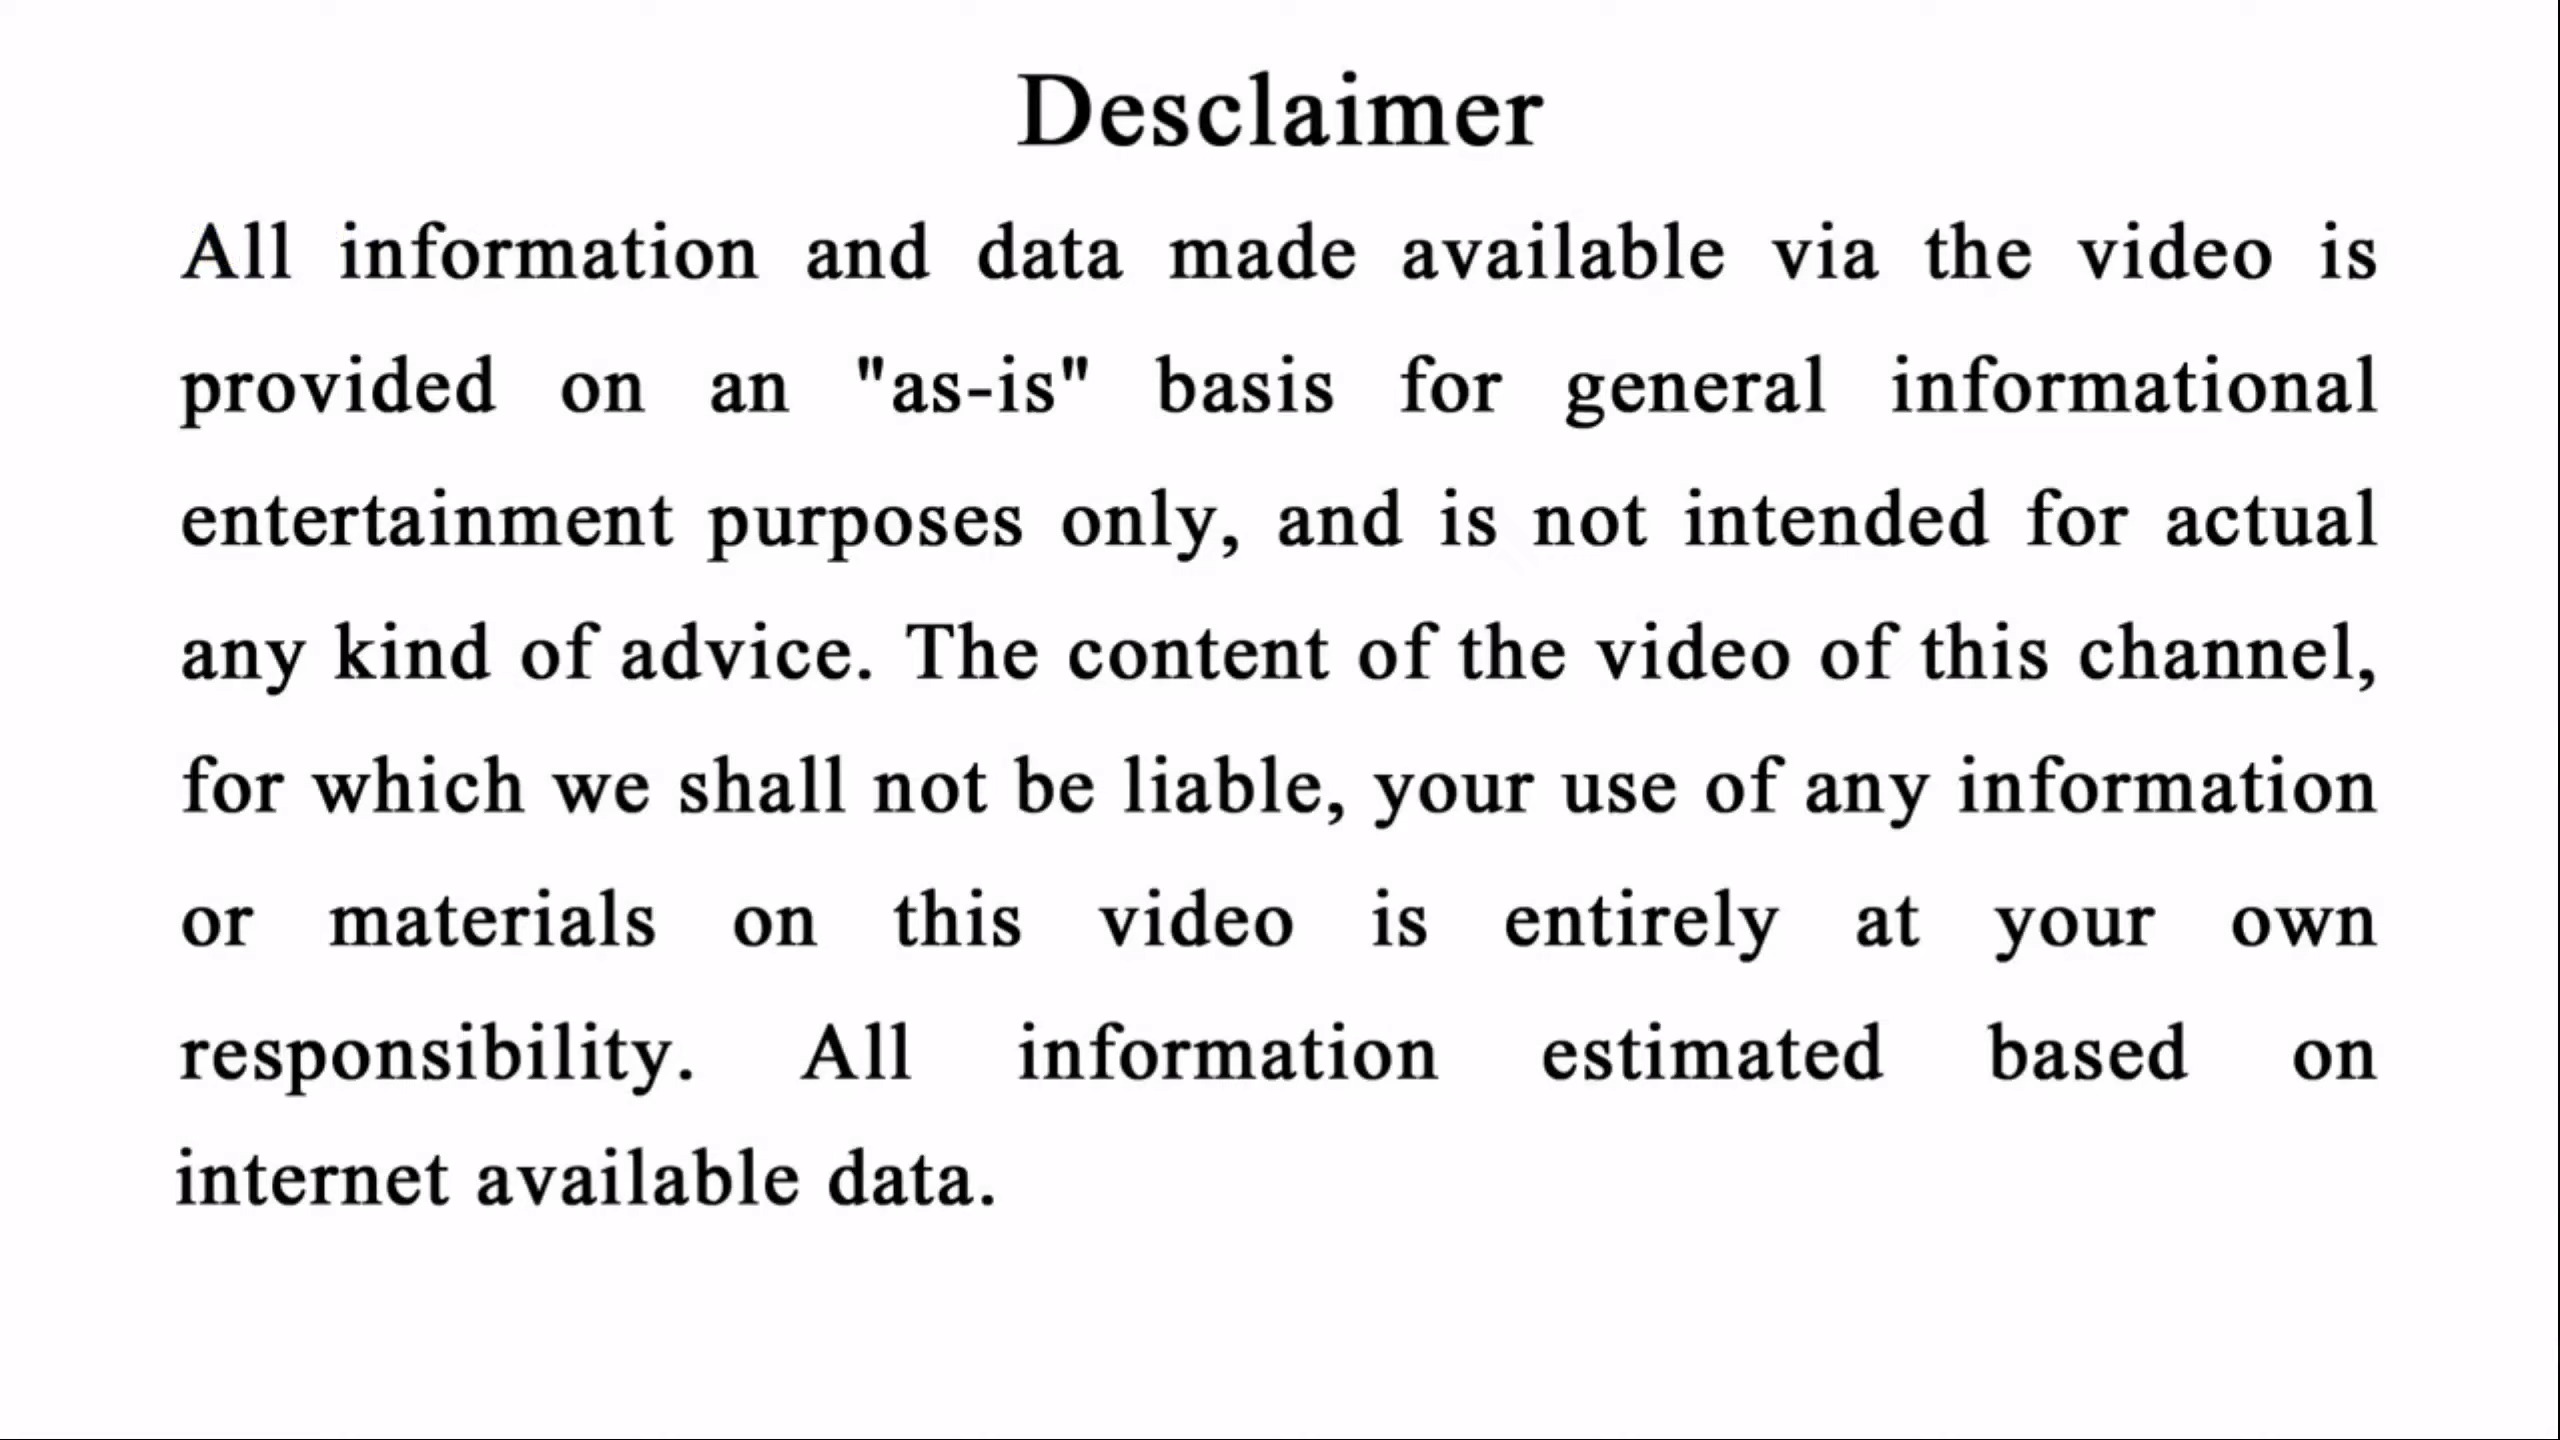 Desclaimer
All information and data made available via the video is
provided on an "as-is" basis for general informational
entertainment purposes only, and is not intended for actual
any kind of advice. The content of the video of this channel,
for which we shall not be liable, your use of any information
or materials on this video is entirely at your own
responsibility. All information estimated based on
internet available data.